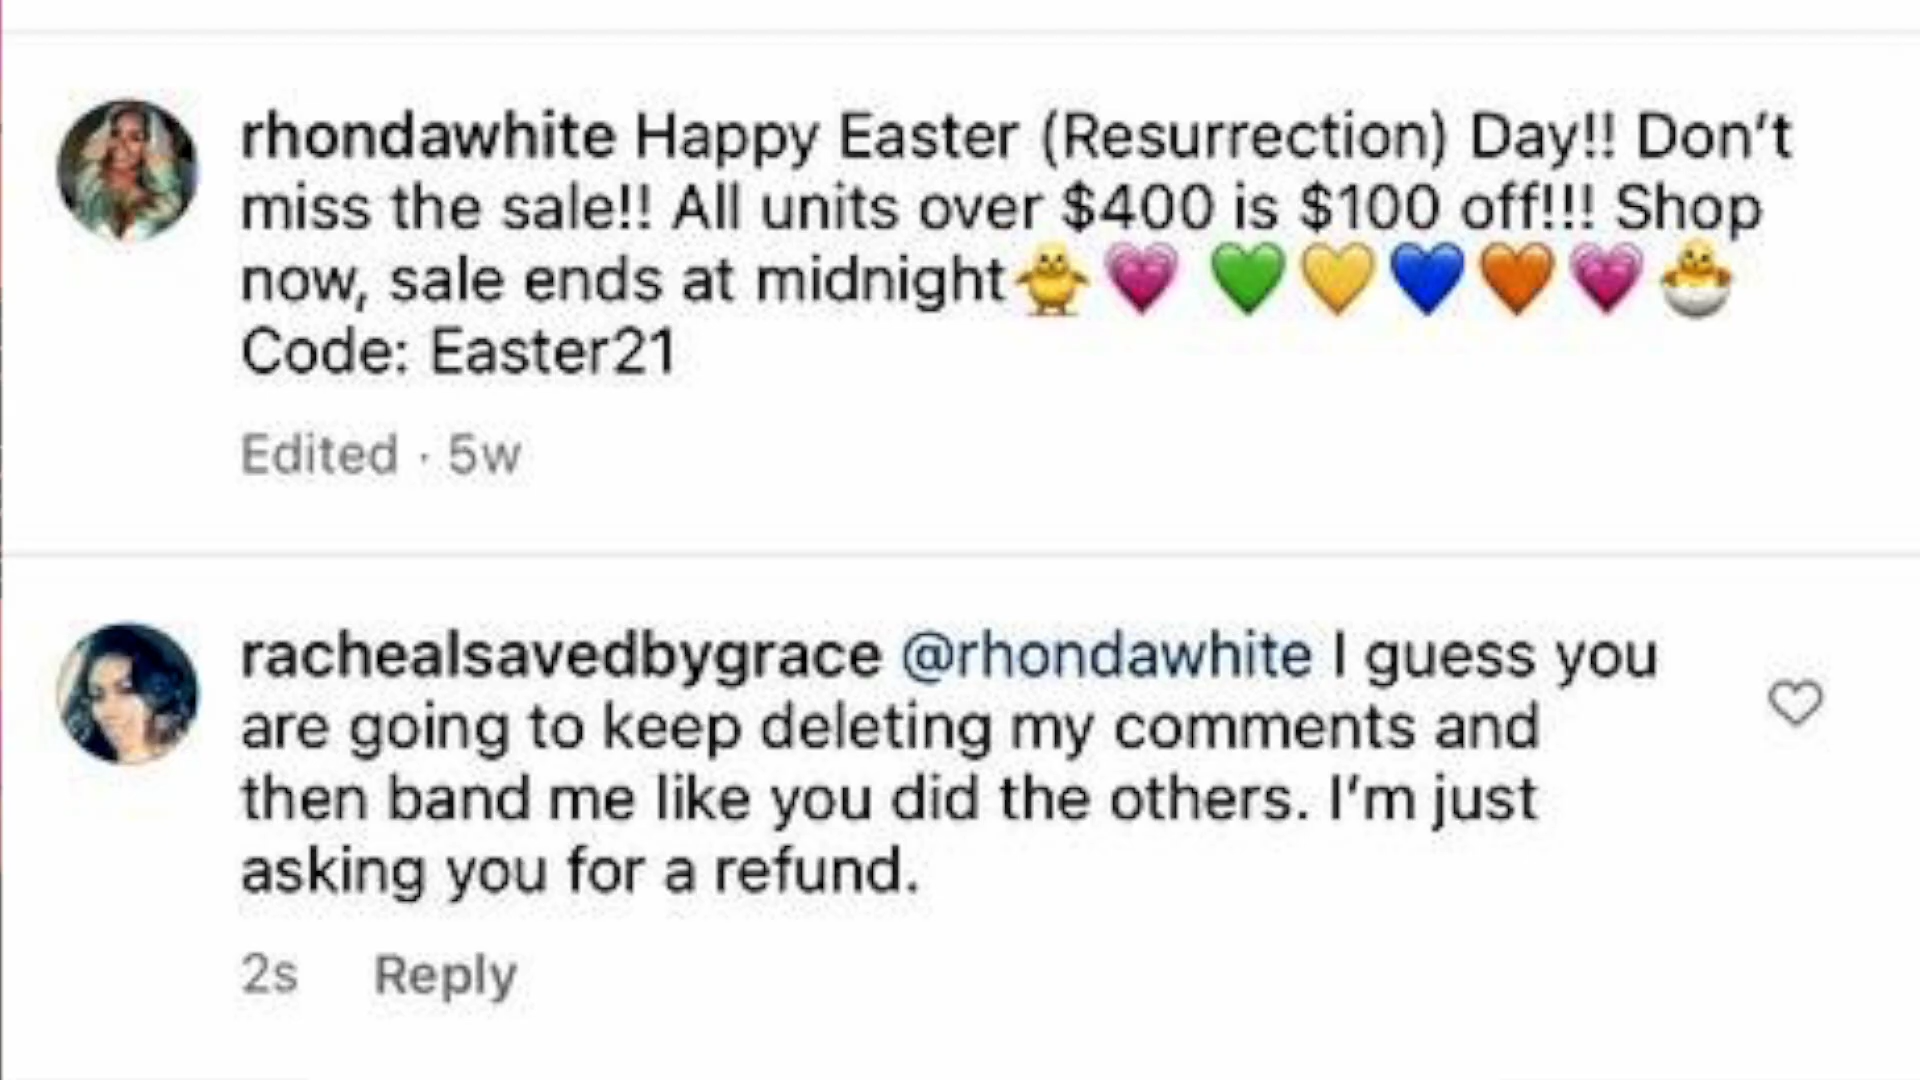 rhondawhite Happy Easter (Resurrection) Day!! Don't
miss the sale!! All units over $400 is $100 off!!! Shop
now, sale ends at midnight🐥💗 💚💛💙🧡💗🐣
Code: Easter21
Edited · 5w
rachealsavedbygrace @rhondawhite I guess you
are going to keep deleting my comments and
then band me like you did the others. I'm just
asking you for a refund.
2s Reply